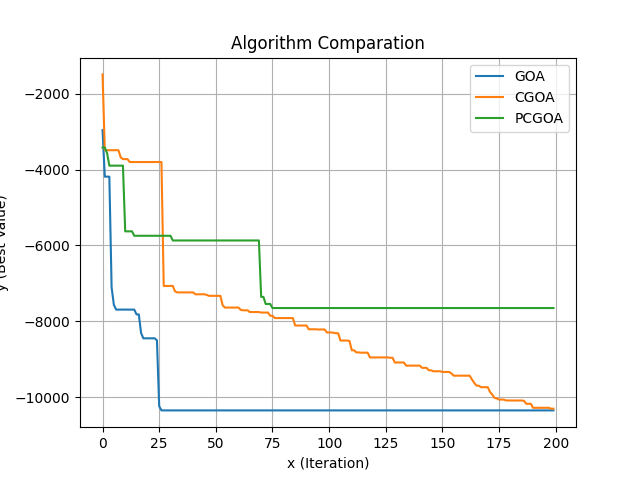 Algorithm Comparation
GOA
CGOA
PCGOA
y (Best Value)
−2000
−4000
−6000
−8000
−10000
0 25 50 75 100 125 150 175 200
x (Iteration)